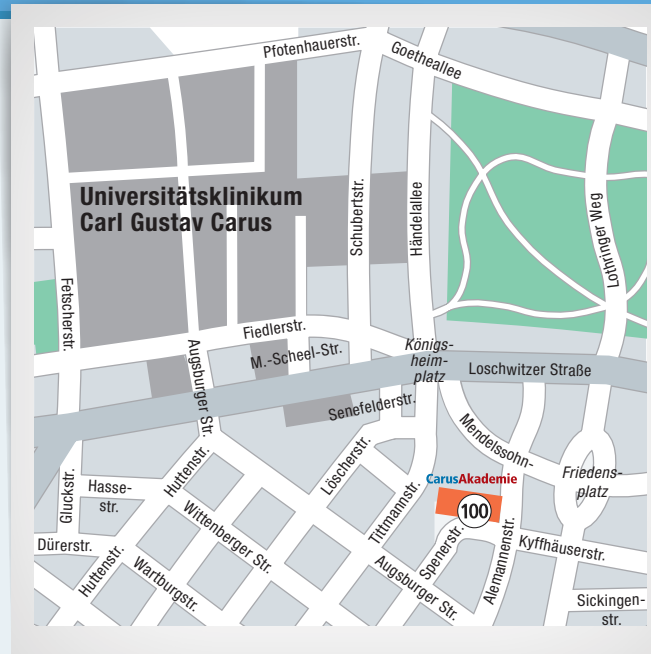 Pfotenhauerstr.
Goetheallee
Universitätsklinikum
Carl Gustav Carus
Schubertstr.
Händelallee
Lothringer Weg
Fetscherstr.
Fiedlerstr.
M.-Scheel-Str.
Augsburger Str.
Königs-
heim-
platz
Loschwitzer Straße
Senefelderstr.
Mendelssohn-
Friedens-
platz
Löscherstr.
Huttenstr.
Hasse-
str.
Gluckstr.
CarusAkademie
100
Tittmannstr.
Wittenberger Str.
Spenerstr.
Alemannenstr.
Kyffhäuserstr.
Dürerstr.
Huttenstr.
Wartburgstr.
Augsburger Str.
Sickingen-
str.